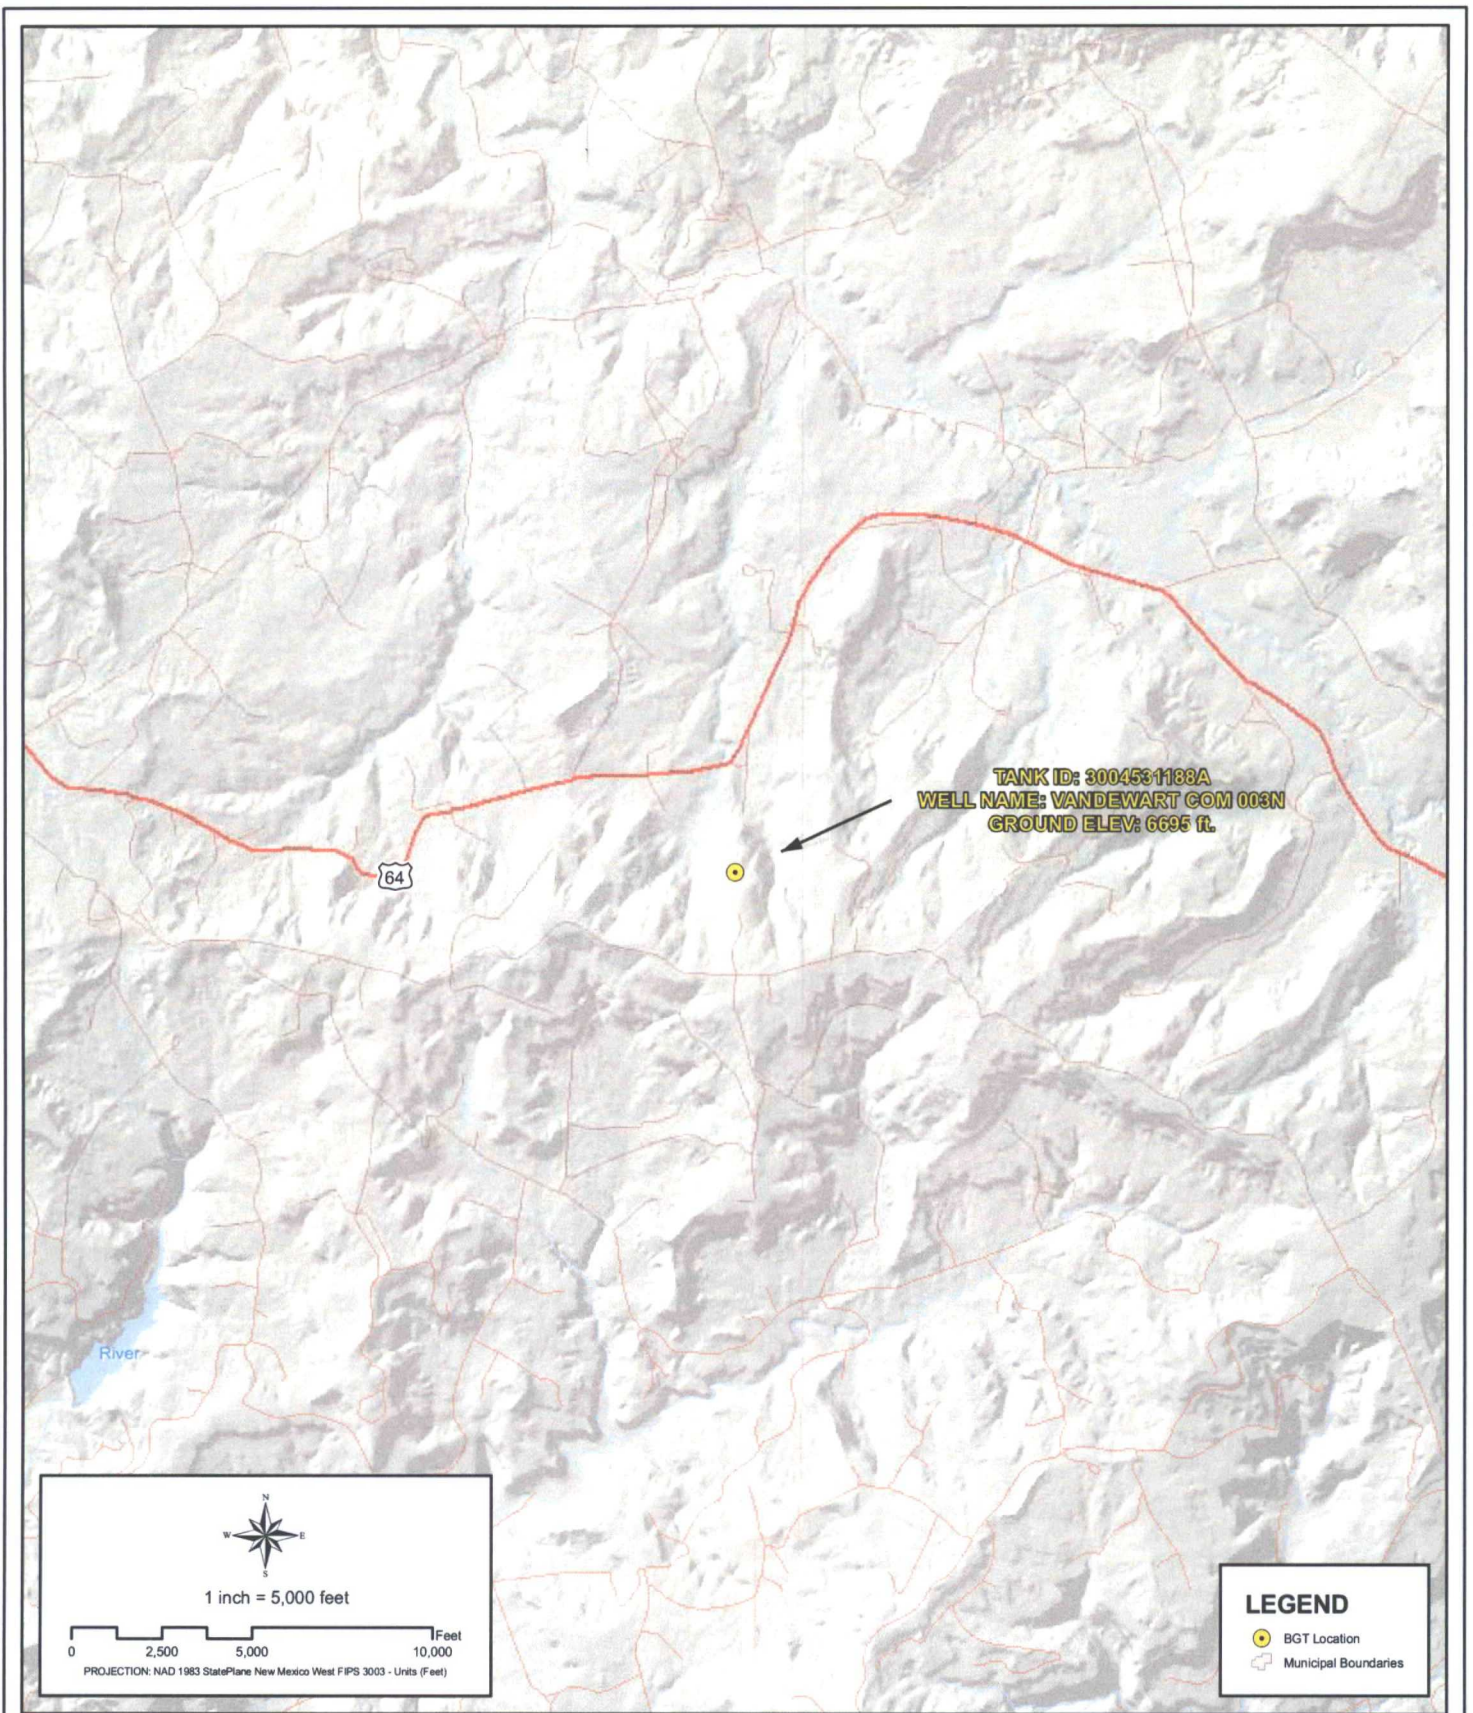 TANK ID: 3004531188A
WELL NAME: VANDEWART COM 003N
GROUND ELEV: 6695 ft.
64
River
N
W E
S
1 inch = 5,000 feet
Feet
0 2,500 5,000 10,000
PROJECTION: NAD 1983 StatePlane New Mexico West FIPS 3003 - Units (Feet)
LEGEND
BGT Location
Municipal Boundaries